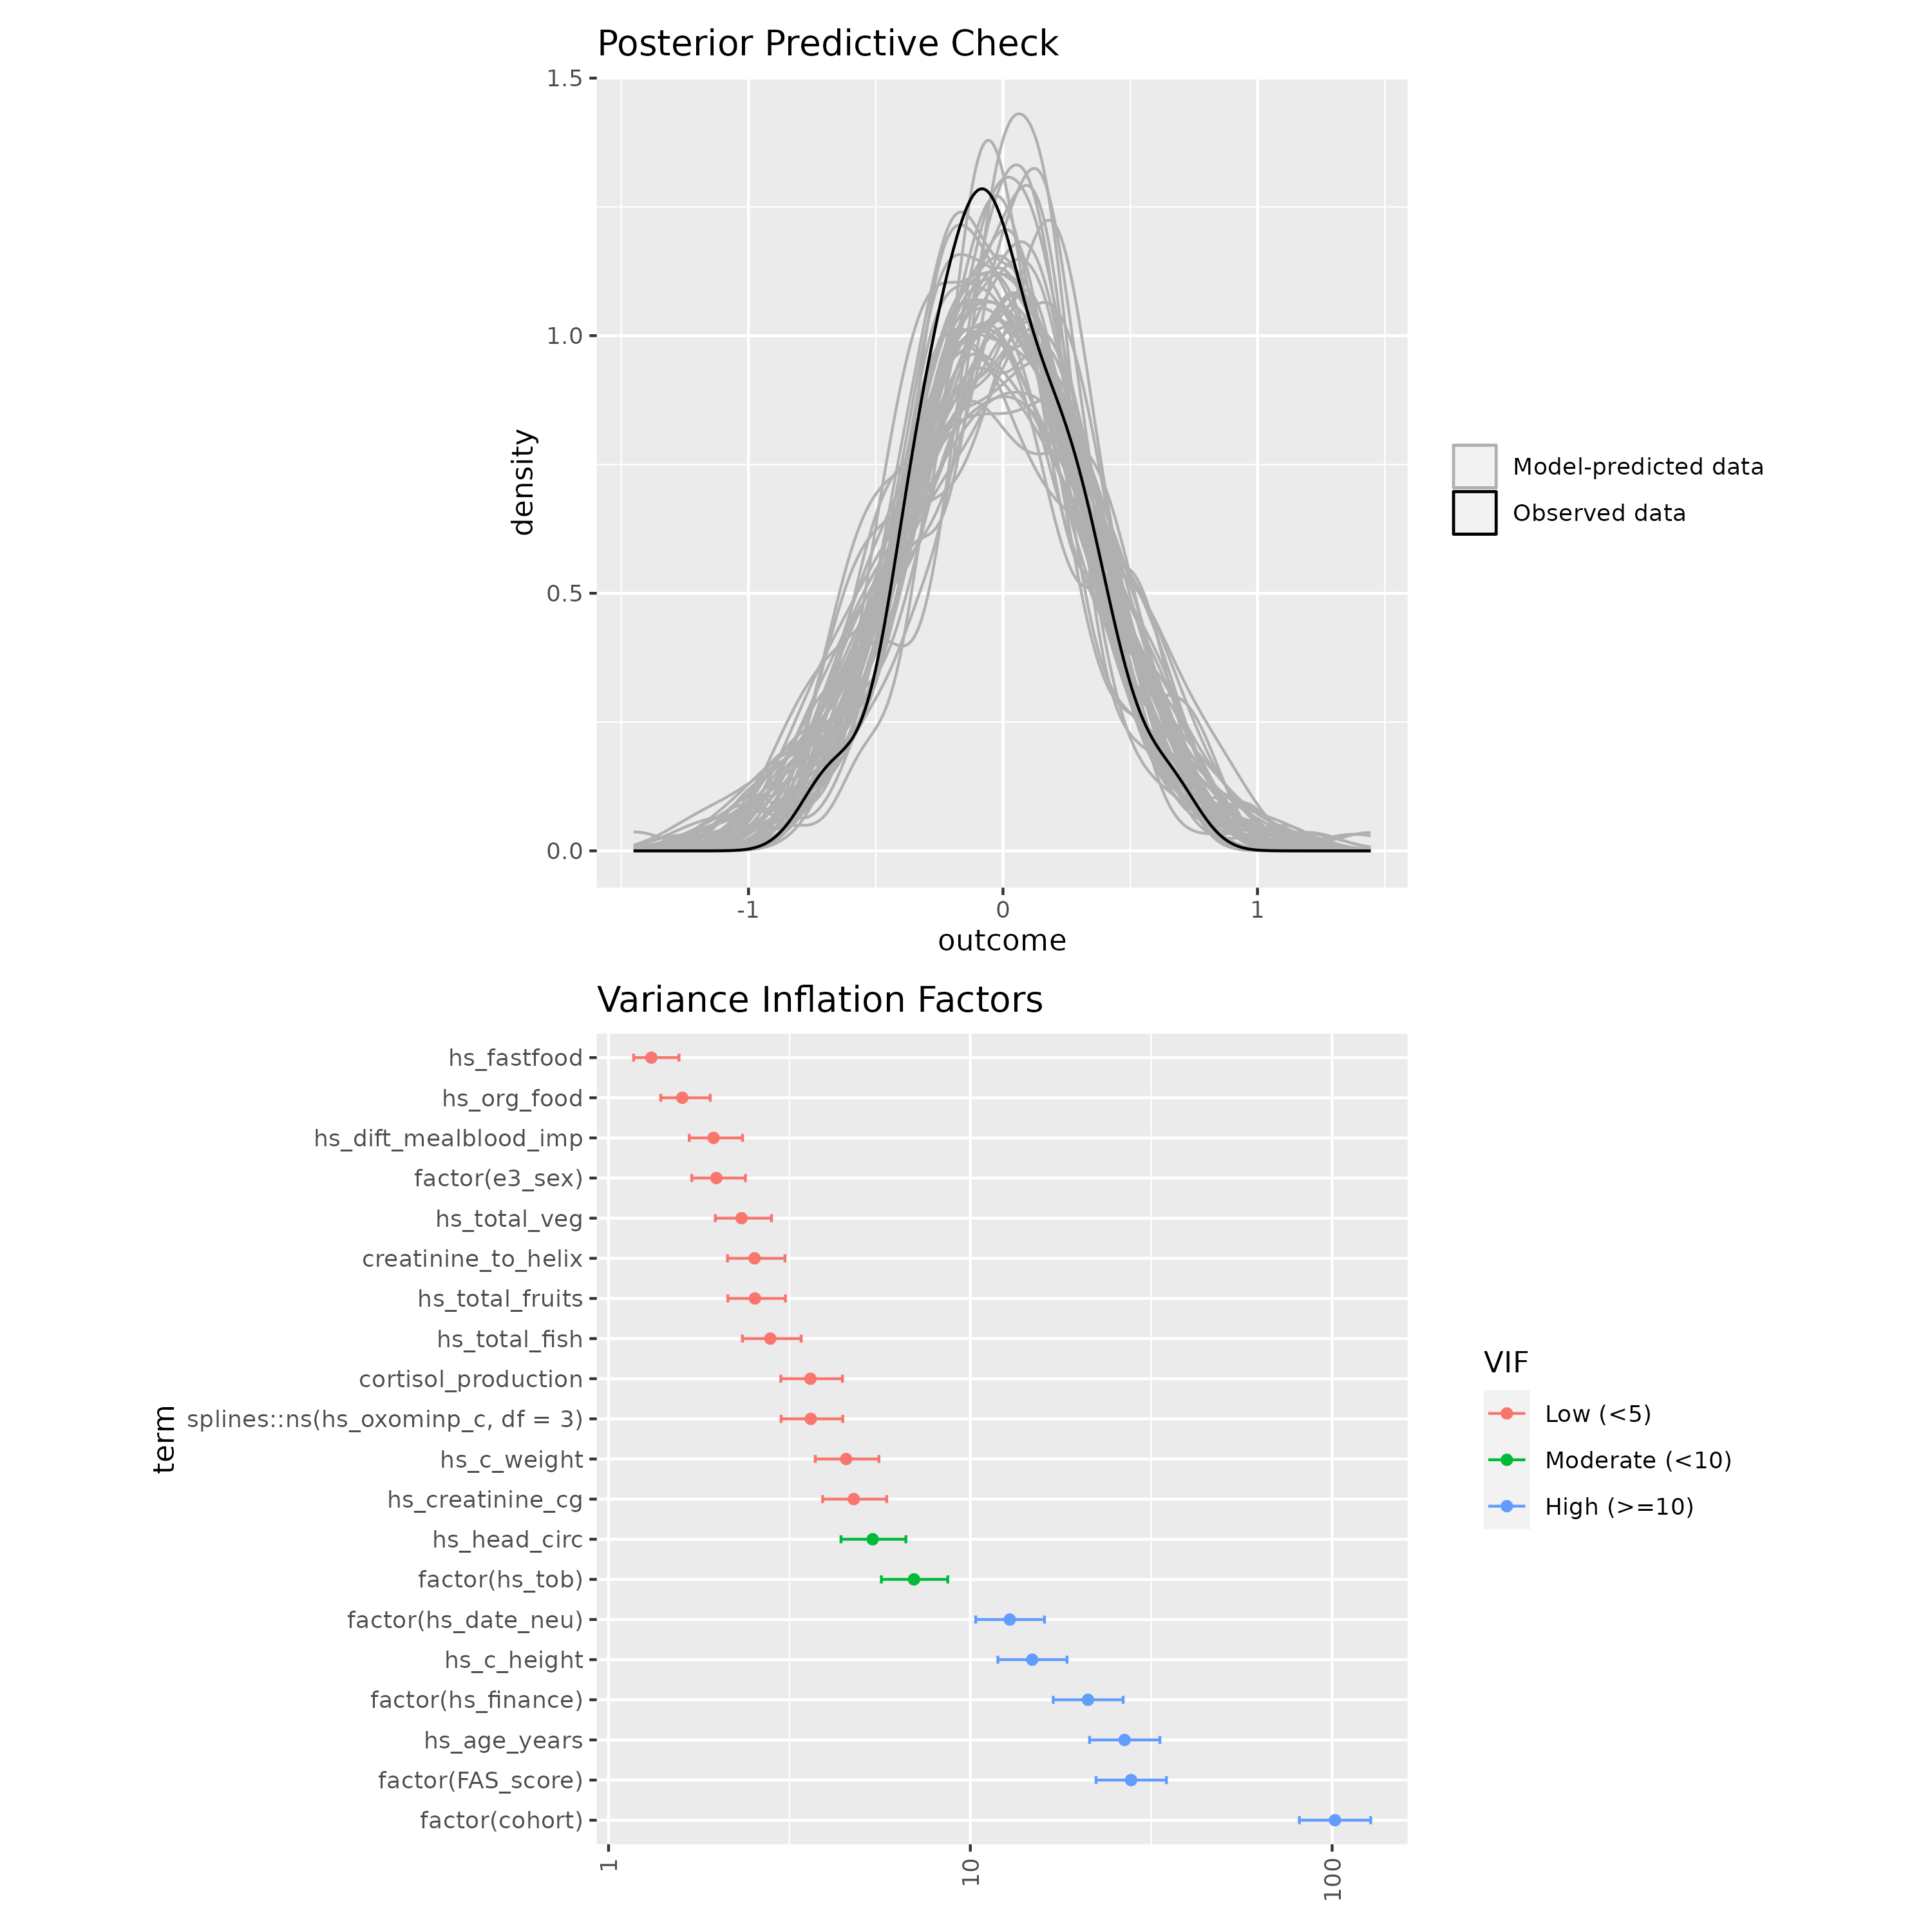 Posterior Predictive Check
1.5
1.0
0.5
0.0
density
-1
0
1
outcome
Model-predicted data
Observed data
Variance Inflation Factors
hs_fastfood
hs_org_food
hs_dift_mealblood_imp
factor(e3_sex)
hs_total_veg
creatinine_to_helix
hs_total_fruits
hs_total_fish
cortisol_production
splines::ns(hs_oxominp_c, df = 3)
hs_c_weight
hs_creatinine_cg
hs_head_circ
factor(hs_tob)
factor(hs_date_neu)
hs_c_height
factor(hs_finance)
hs_age_years
factor(FAS_score)
factor(cohort)
term
1
10
100
VIF
Low (<5)
Moderate (<10)
High (>=10)